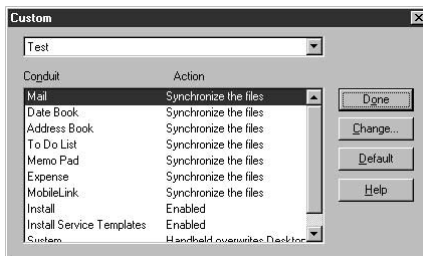 Custom
Test
Conduit Action
Mail Synchronize the files
Date Book Synchronize the files
Address Book Synchronize the files
To Do List Synchronize the files
Memo Pad Synchronize the files
Expense Synchronize the files
MobileLink Synchronize the files
Install Enabled
Install Service Templates Enabled
System Handheld overwrites Desktop
Done
Change...
Default
Help